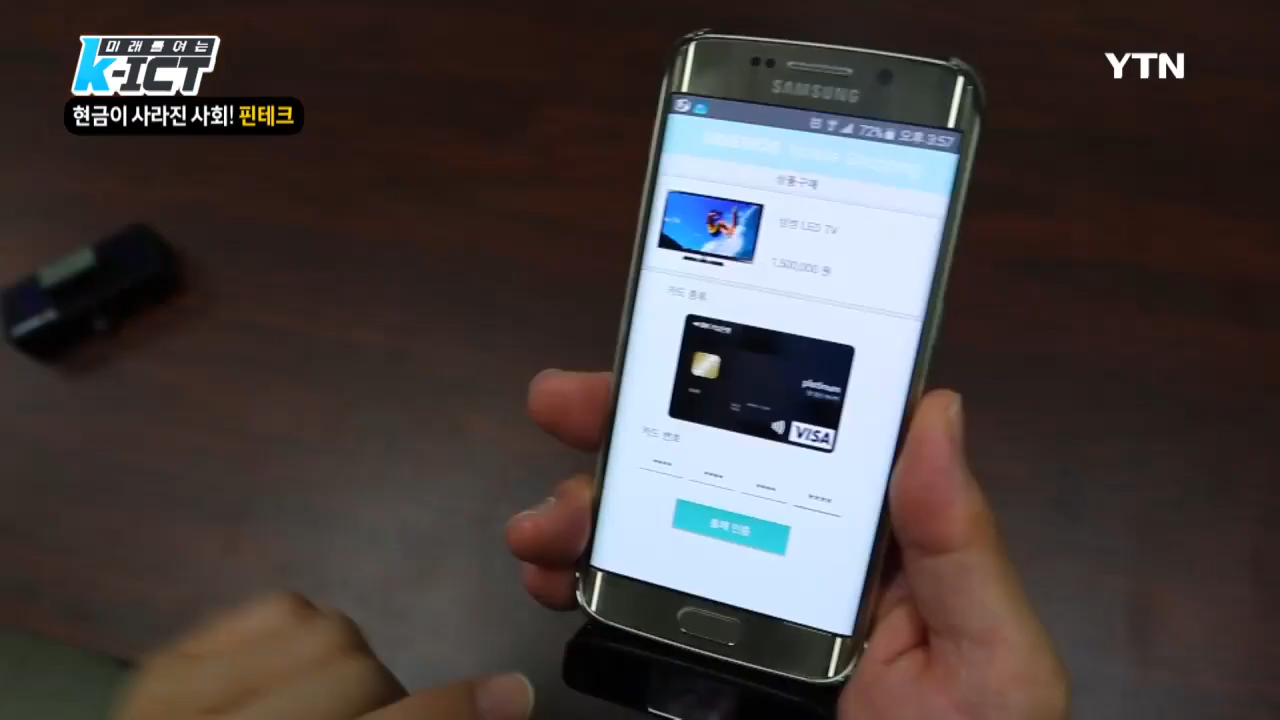 미래를여는
K-ICT
현금이 사라진 사회! 핀테크
YTN
SAMSUNG
72% 오후 3:57
상품구매
삼성 LED TV
1,500,000 원
카드 종류
platinum
VISA
카드 번호